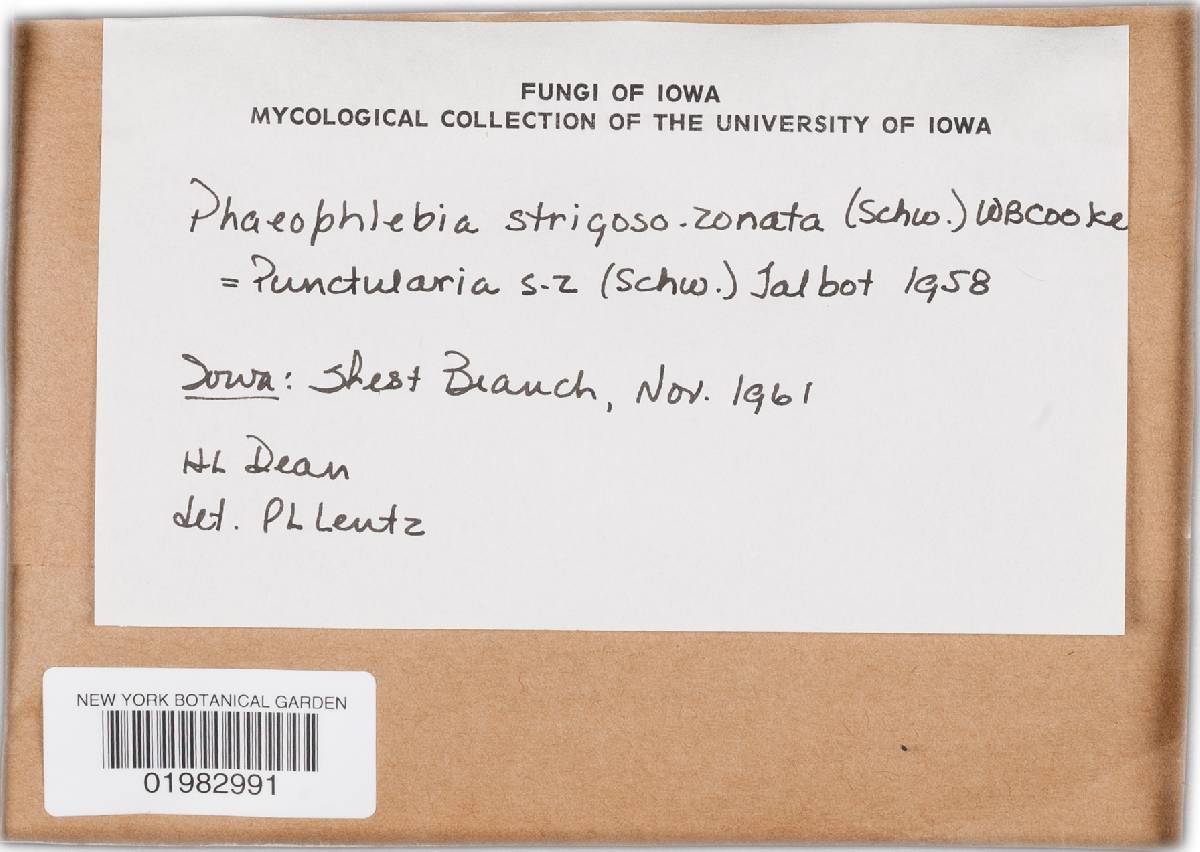 FUNGI OF IOWA
MYCOLOGICAL COLLECTION OF THE UNIVERSITY OF IOWA
Phaeophlebia strigoso-zonata (Schw.) WBCooke
= Punctularia s-z (Schw.) Talbot 1958
Iowa: Branch, Nov. 1961
HL Dean
det. PL Lentz
NEW YORK BOTANICAL GARDEN
01982991